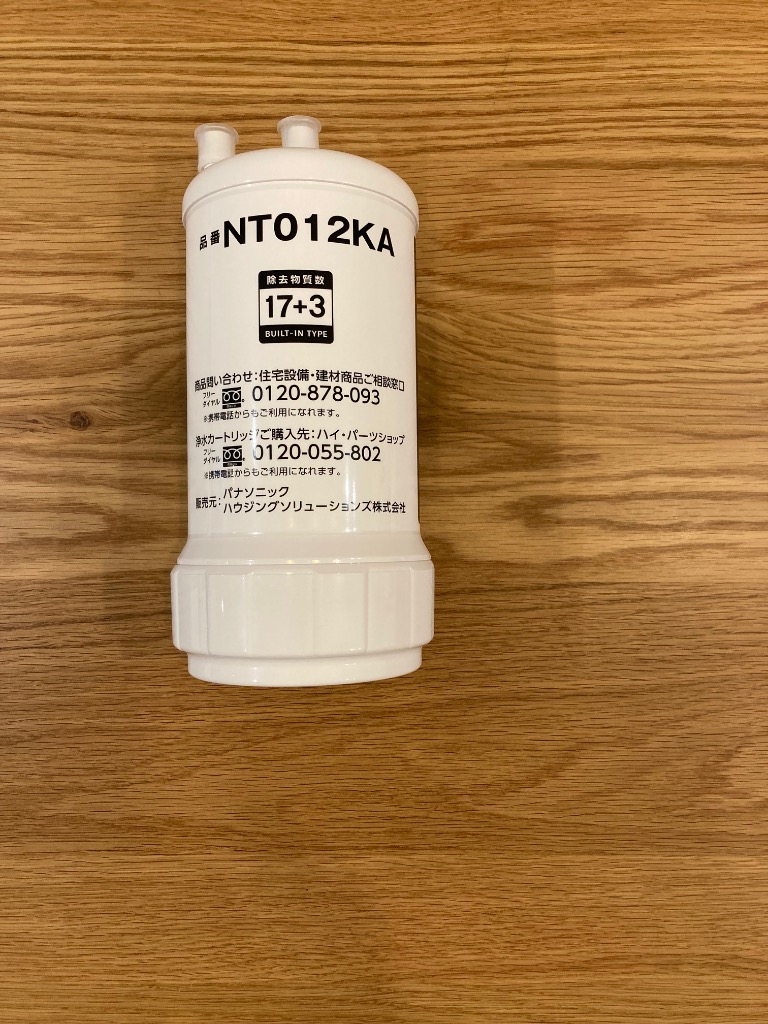 品番 NT012KA
除去物質数
17+3
BUILT-IN TYPE
商品問い合わせ:住宅設備・建材商品ご相談窓口
フリーダイヤル 0120-878-093
※携帯電話からもご利用になれます。
浄水カートリッジご購入先:ハイ・パーツショップ
フリーダイヤル 0120-055-802
※携帯電話からもご利用になれます。
販売元:パナソニック
ハウジングソリューションズ株式会社